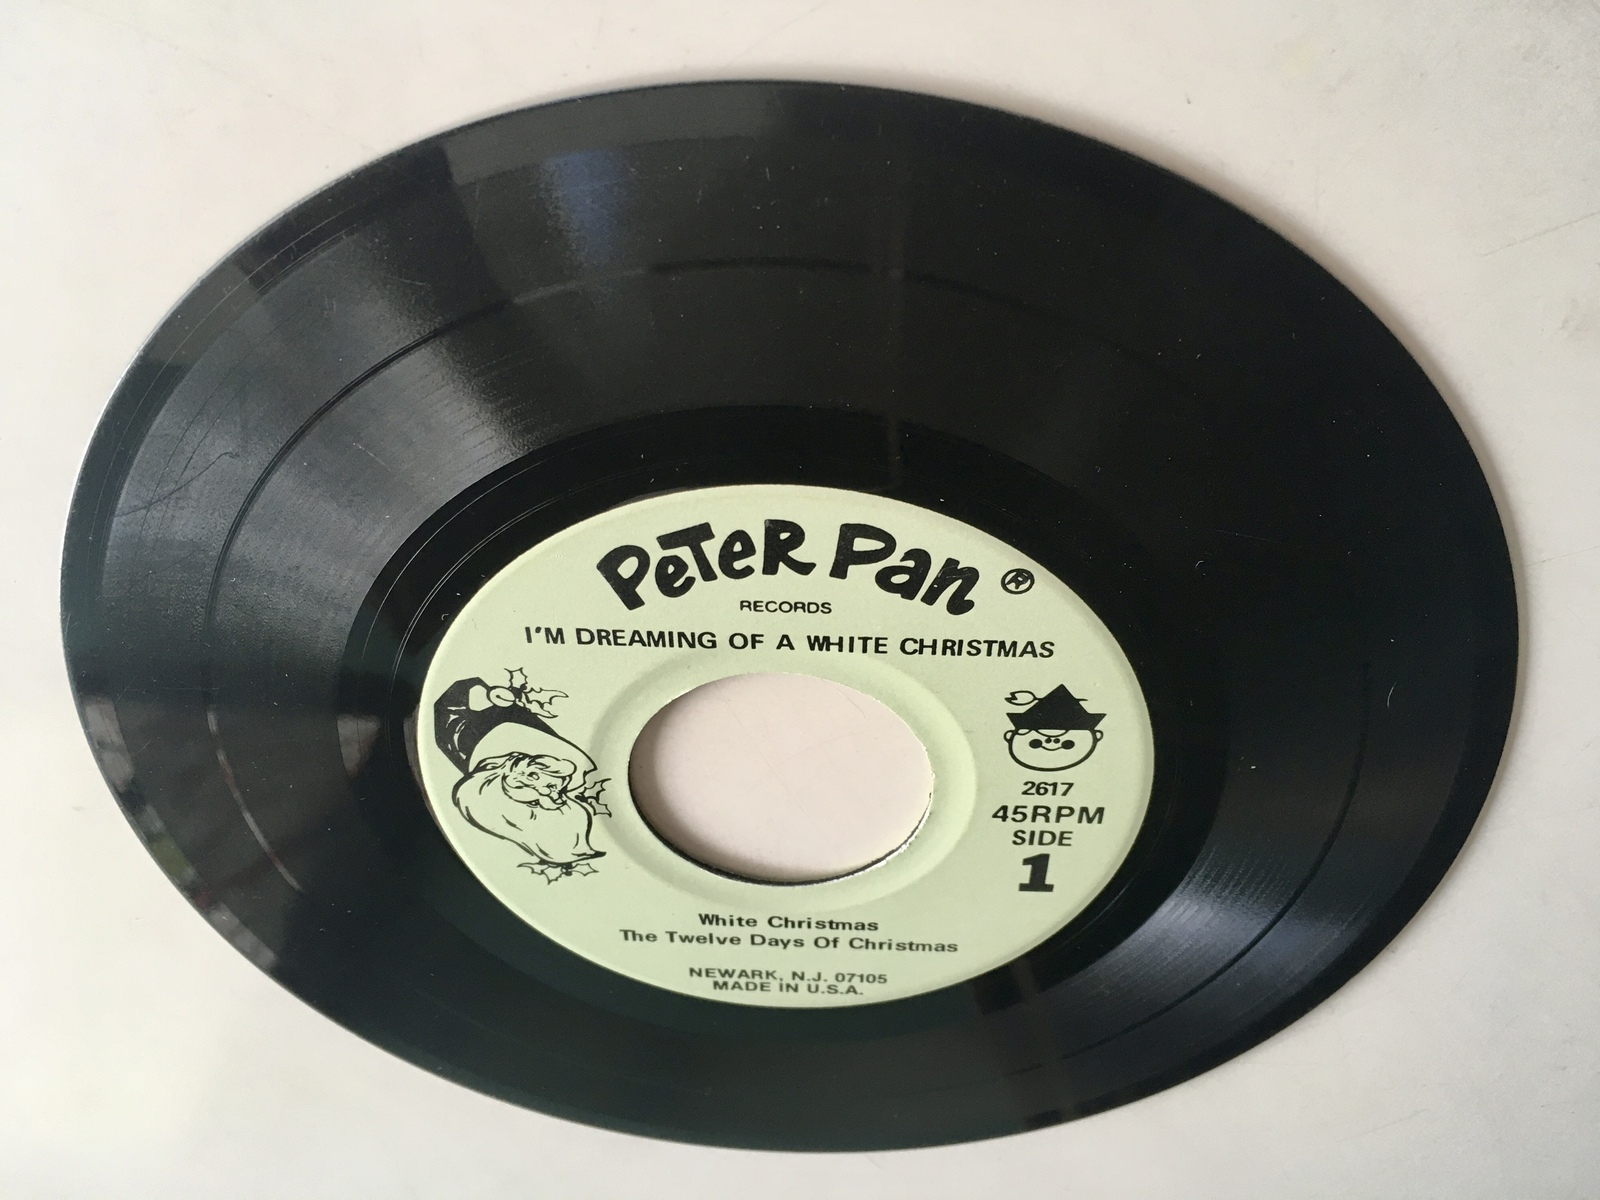 PETER PAN ®
RECORDS
I'M DREAMING OF A WHITE CHRISTMAS
2617
45RPM
SIDE
1
White Christmas
The Twelve Days Of Christmas
NEWARK, N.J. 07105
MADE IN U.S.A.